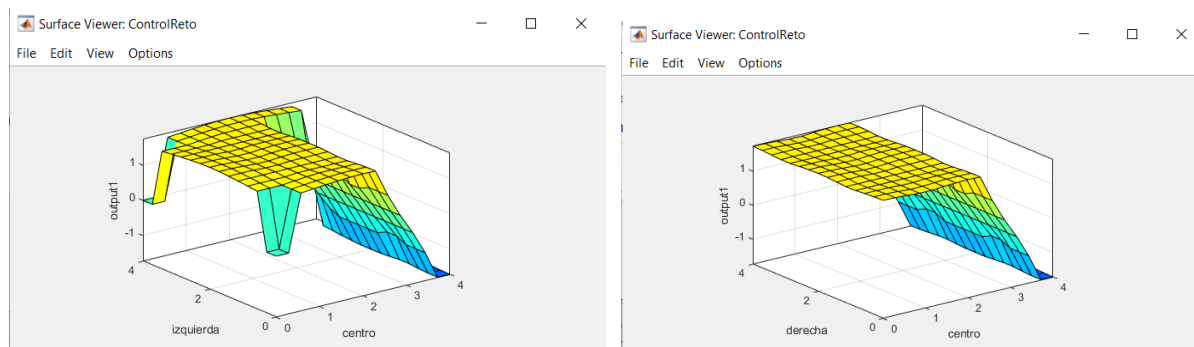 Surface Viewer: ControlReto
File Edit View Options
1
0
-1
output1
4
2
0
izquierda
0
1
2
3
4
centro
Surface Viewer: ControlReto
File Edit View Options
1
0
-1
output1
4
2
0
derecha
0
1
2
3
4
centro